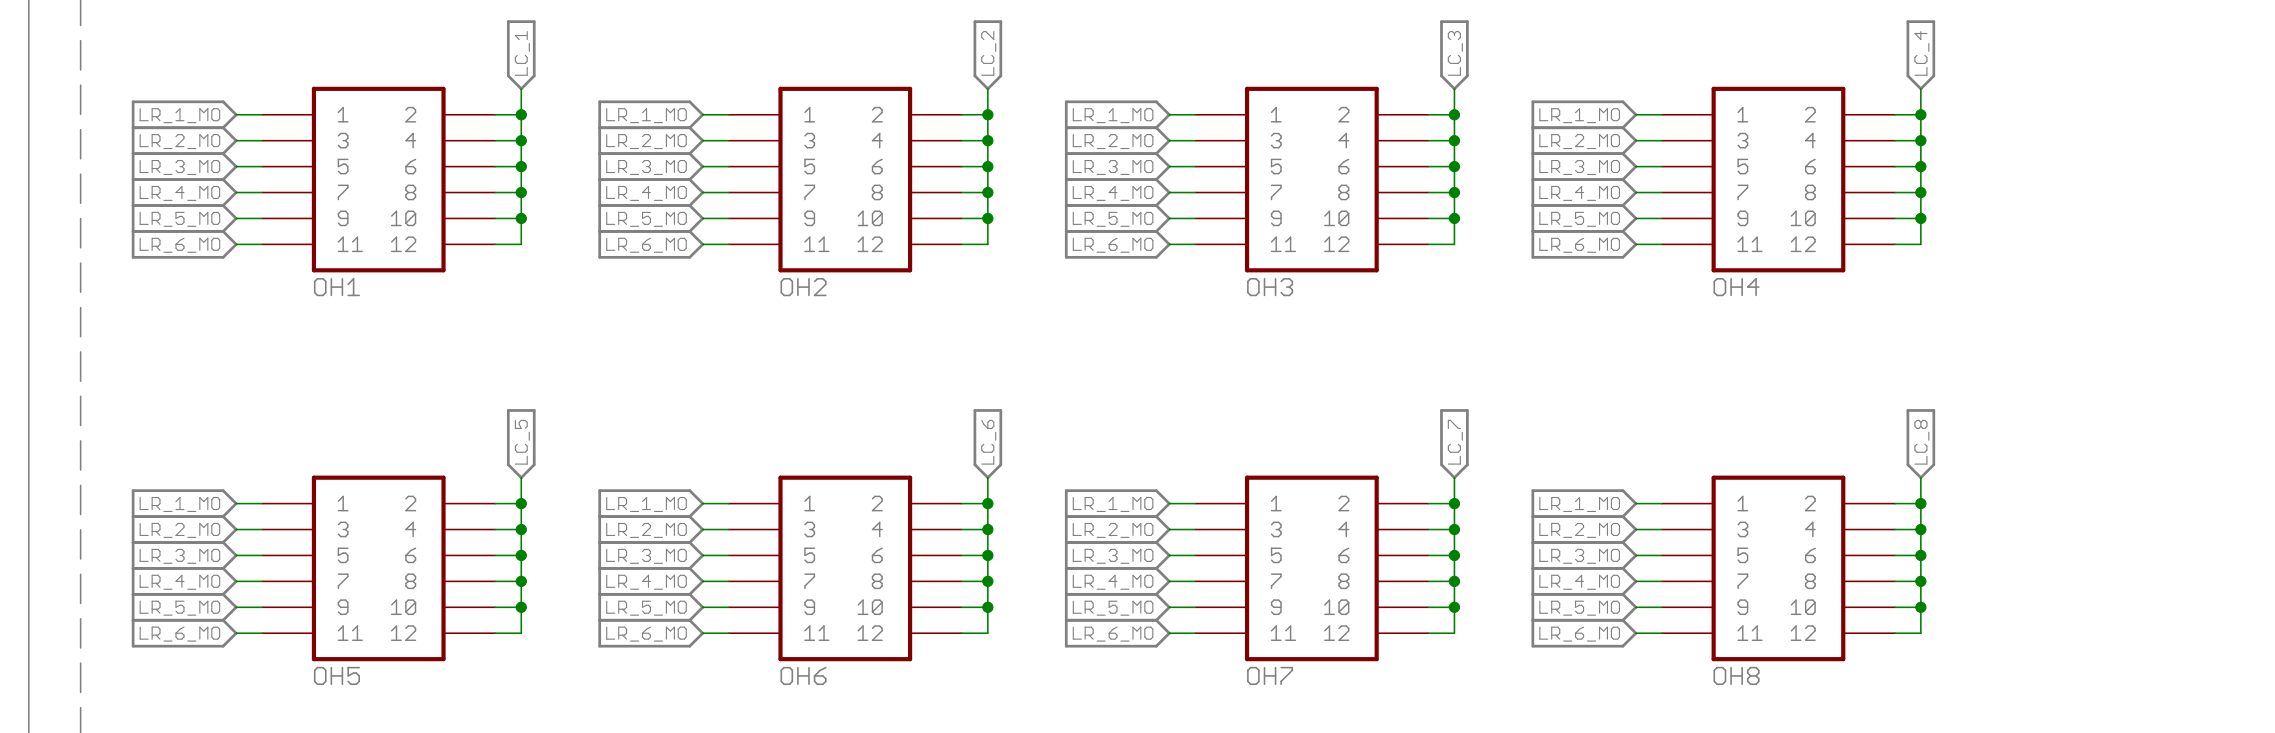 LC_1 LC_2 LC_3 LC_4
LR_1_MO 1 2 LR_1_MO 1 2 LR_1_MO 1 2 LR_1_MO 1 2
LR_2_MO 3 4 LR_2_MO 3 4 LR_2_MO 3 4 LR_2_MO 3 4
LR_3_MO 5 6 LR_3_MO 5 6 LR_3_MO 5 6 LR_3_MO 5 6
LR_4_MO 7 8 LR_4_MO 7 8 LR_4_MO 7 8 LR_4_MO 7 8
LR_5_MO 9 10 LR_5_MO 9 10 LR_5_MO 9 10 LR_5_MO 9 10
LR_6_MO 11 12 LR_6_MO 11 12 LR_6_MO 11 12 LR_6_MO 11 12
OH1 OH2 OH3 OH4
LC_5 LC_6 LC_7 LC_8
LR_1_MO 1 2 LR_1_MO 1 2 LR_1_MO 1 2 LR_1_MO 1 2
LR_2_MO 3 4 LR_2_MO 3 4 LR_2_MO 3 4 LR_2_MO 3 4
LR_3_MO 5 6 LR_3_MO 5 6 LR_3_MO 5 6 LR_3_MO 5 6
LR_4_MO 7 8 LR_4_MO 7 8 LR_4_MO 7 8 LR_4_MO 7 8
LR_5_MO 9 10 LR_5_MO 9 10 LR_5_MO 9 10 LR_5_MO 9 10
LR_6_MO 11 12 LR_6_MO 11 12 LR_6_MO 11 12 LR_6_MO 11 12
OH5 OH6 OH7 OH8